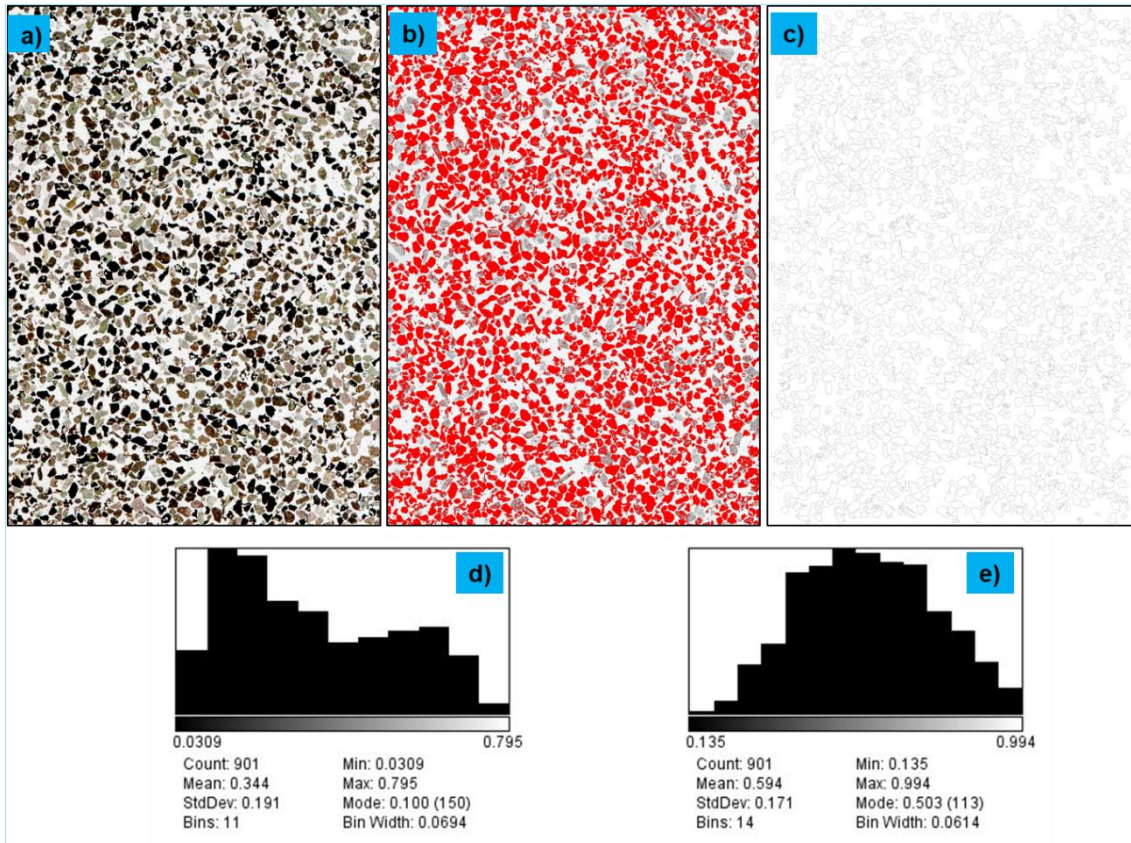 a)
b)
c)
d)
e)
0.0309 0.795
Count: 901 Min: 0.0309
Mean: 0.344 Max: 0.795
StdDev: 0.191 Mode: 0.100 (150)
Bins: 11 Bin Width: 0.0694
0.135 0.994
Count: 901 Min: 0.135
Mean: 0.594 Max: 0.994
StdDev: 0.171 Mode: 0.503 (113)
Bins: 14 Bin Width: 0.0614